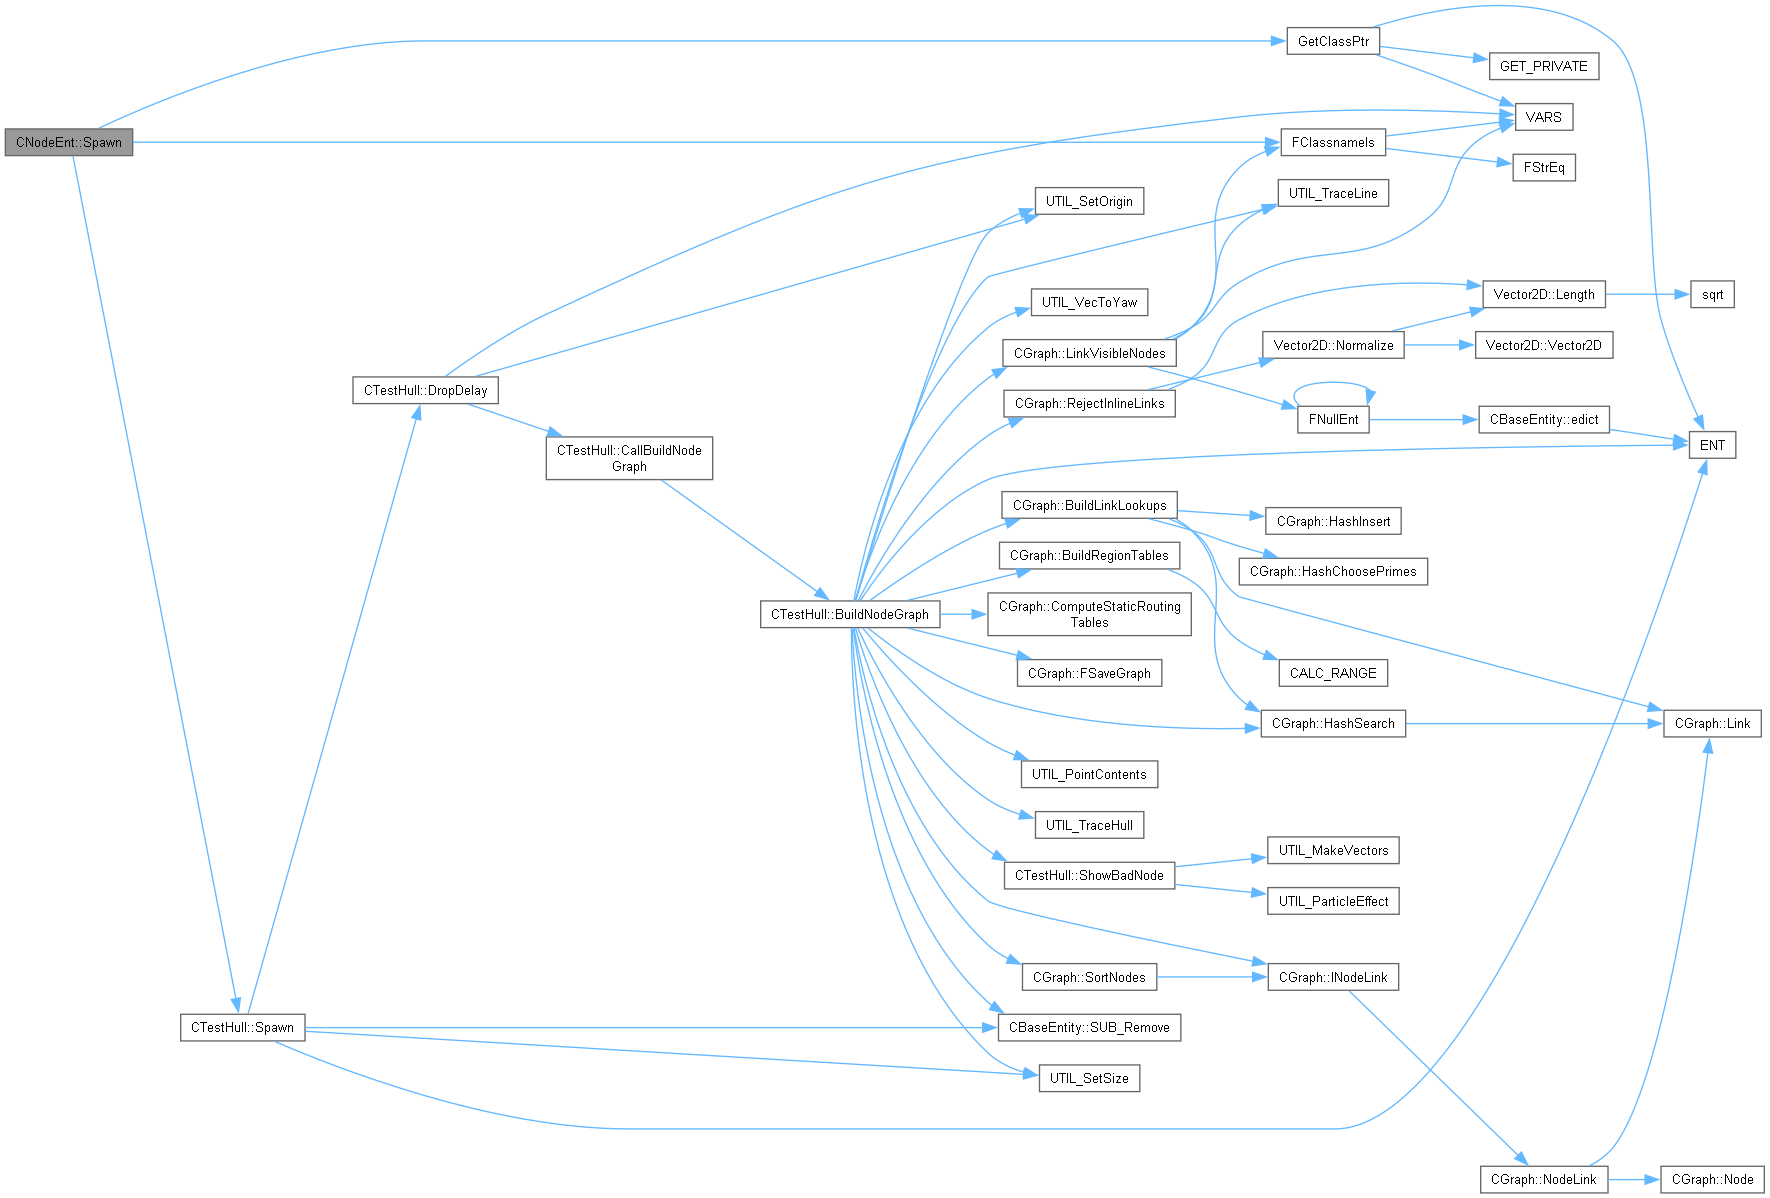 CNodeEnt::Spawn
GetClassPtr
GET_PRIVATE
VARS
FClassnameIs
FStrEq
UTIL_TraceLine
UTIL_SetOrigin
Vector2D::Length
sqrt
UTIL_VecToYaw
Vector2D::Normalize
Vector2D::Vector2D
CGraph::LinkVisibleNodes
CTestHull::DropDelay
CGraph::RejectInlineLinks
FNullEnt
CBaseEntity::edict
ENT
CTestHull::CallBuildNode
Graph
CGraph::BuildLinkLookups
CGraph::HashInsert
CGraph::BuildRegionTables
CGraph::HashChoosePrimes
CTestHull::BuildNodeGraph
CGraph::ComputeStaticRouting
Tables
CGraph::FSaveGraph
CALC_RANGE
CGraph::HashSearch
CGraph::Link
UTIL_PointContents
UTIL_TraceHull
UTIL_MakeVectors
CTestHull::ShowBadNode
UTIL_ParticleEffect
CGraph::SortNodes
CGraph::INodeLink
CTestHull::Spawn
CBaseEntity::SUB_Remove
UTIL_SetSize
CGraph::NodeLink
CGraph::Node